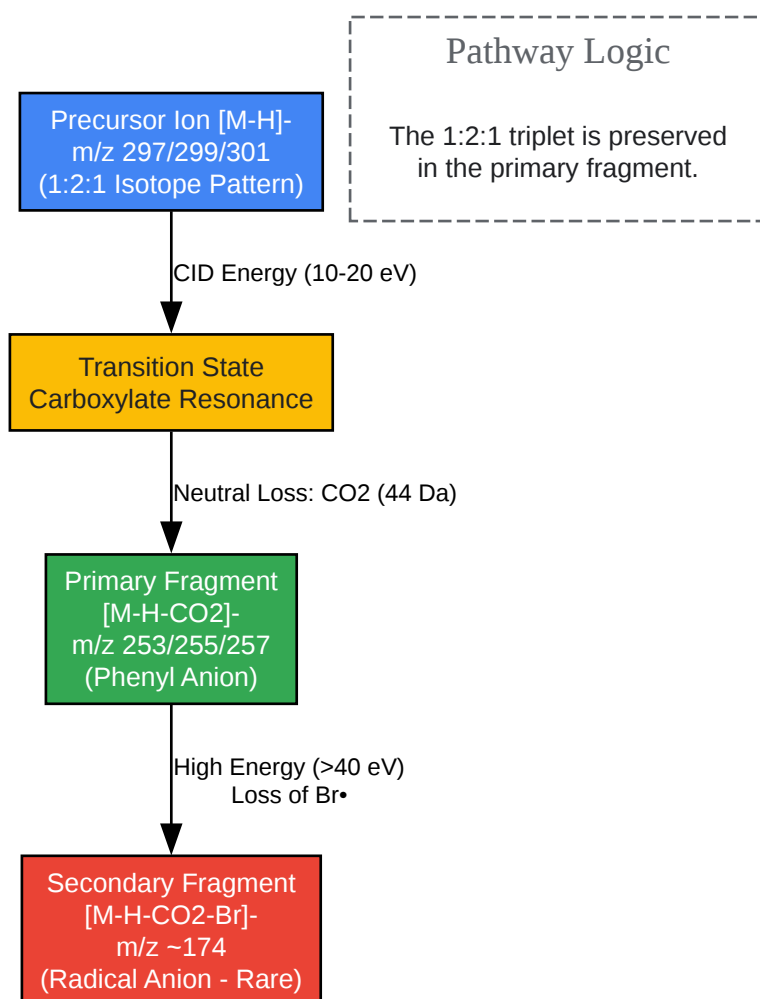 Pathway Logic
The 1:2:1 triplet is preserved
in the primary fragment.
Precursor Ion [M-H]-
m/z 297/299/301
(1:2:1 Isotope Pattern)
CID Energy (10-20 eV)
Transition State
Carboxylate Resonance
Neutral Loss: CO2 (44 Da)
Primary Fragment
[M-H-CO2]-
m/z 253/255/257
(Phenyl Anion)
High Energy (>40 eV)
Loss of Br•
Secondary Fragment
[M-H-CO2-Br]-
m/z ~174
(Radical Anion - Rare)